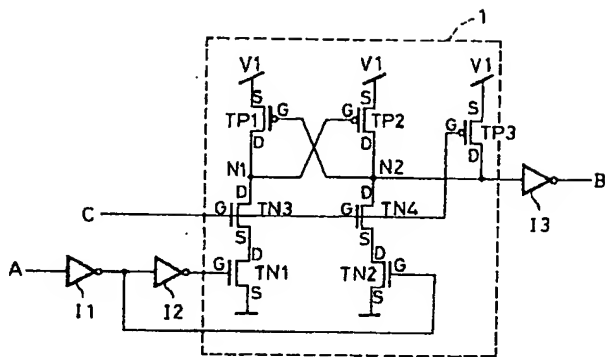 1
V1 V1 V1
S S S
TP1 G G TP2 G TP3
D D D
N1 N2
D D
C G TN3 G TN4 B
S S I3
D D
A G TN1 TN2 G
S S
I1 I2